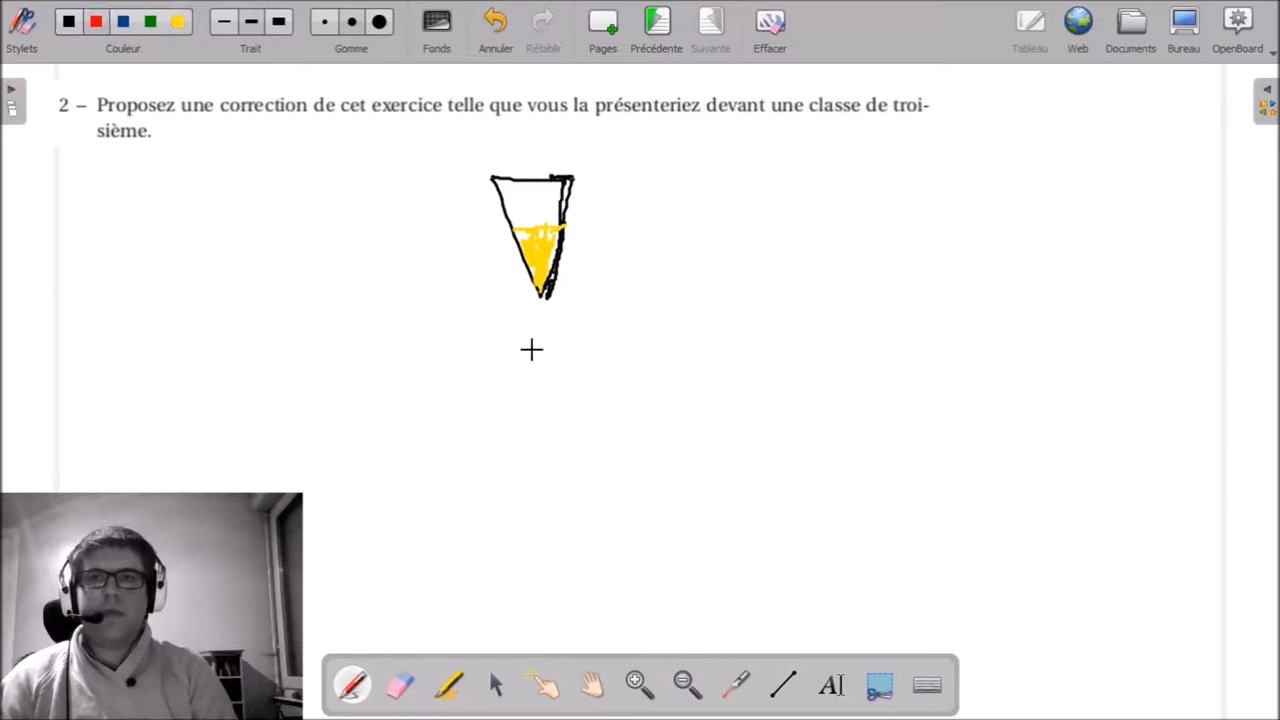 Stylets
Couleur
Trait
Gomme
Fonds
Annuler
Rétablir
Pages
Précédente
Suivante
Effacer
Tableau
Web
Documents
Bureau
OpenBoard
2 – Proposez une correction de cet exercice telle que vous la présenteriez devant une classe de troi-
sième.
AI